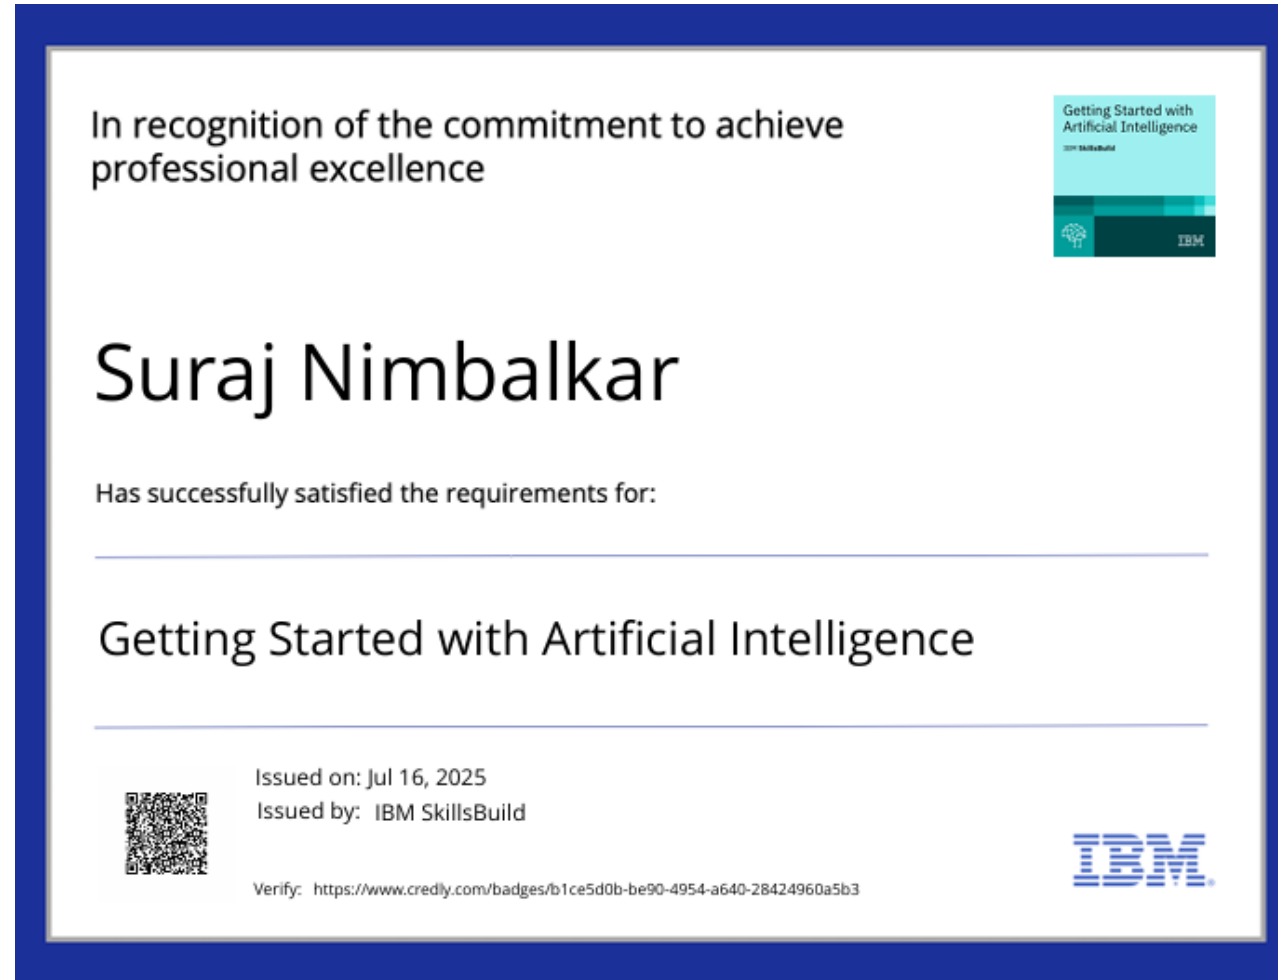 In recognition of the commitment to achieve
professional excellence
Getting Started with
Artificial Intelligence
IBM SkillsBuild
IBM
Suraj Nimbalkar
Has successfully satisfied the requirements for:
Getting Started with Artificial Intelligence
Issued on: Jul 16, 2025
Issued by: IBM SkillsBuild
IBM®
Verify: https://www.credly.com/badges/b1ce5d0b-be90-4954-a640-28424960a5b3